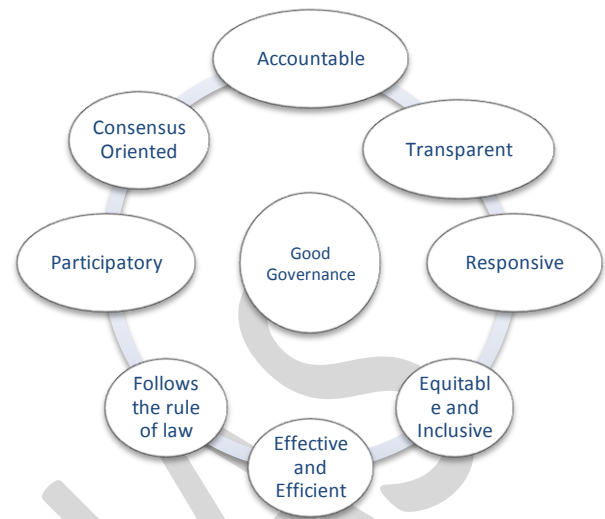 Accountable
Consensus
Oriented
Transparent
Participatory
Good
Governance
Responsive
Follows
the rule
of law
Equitabl
e and
Inclusive
Effective
and
Efficient